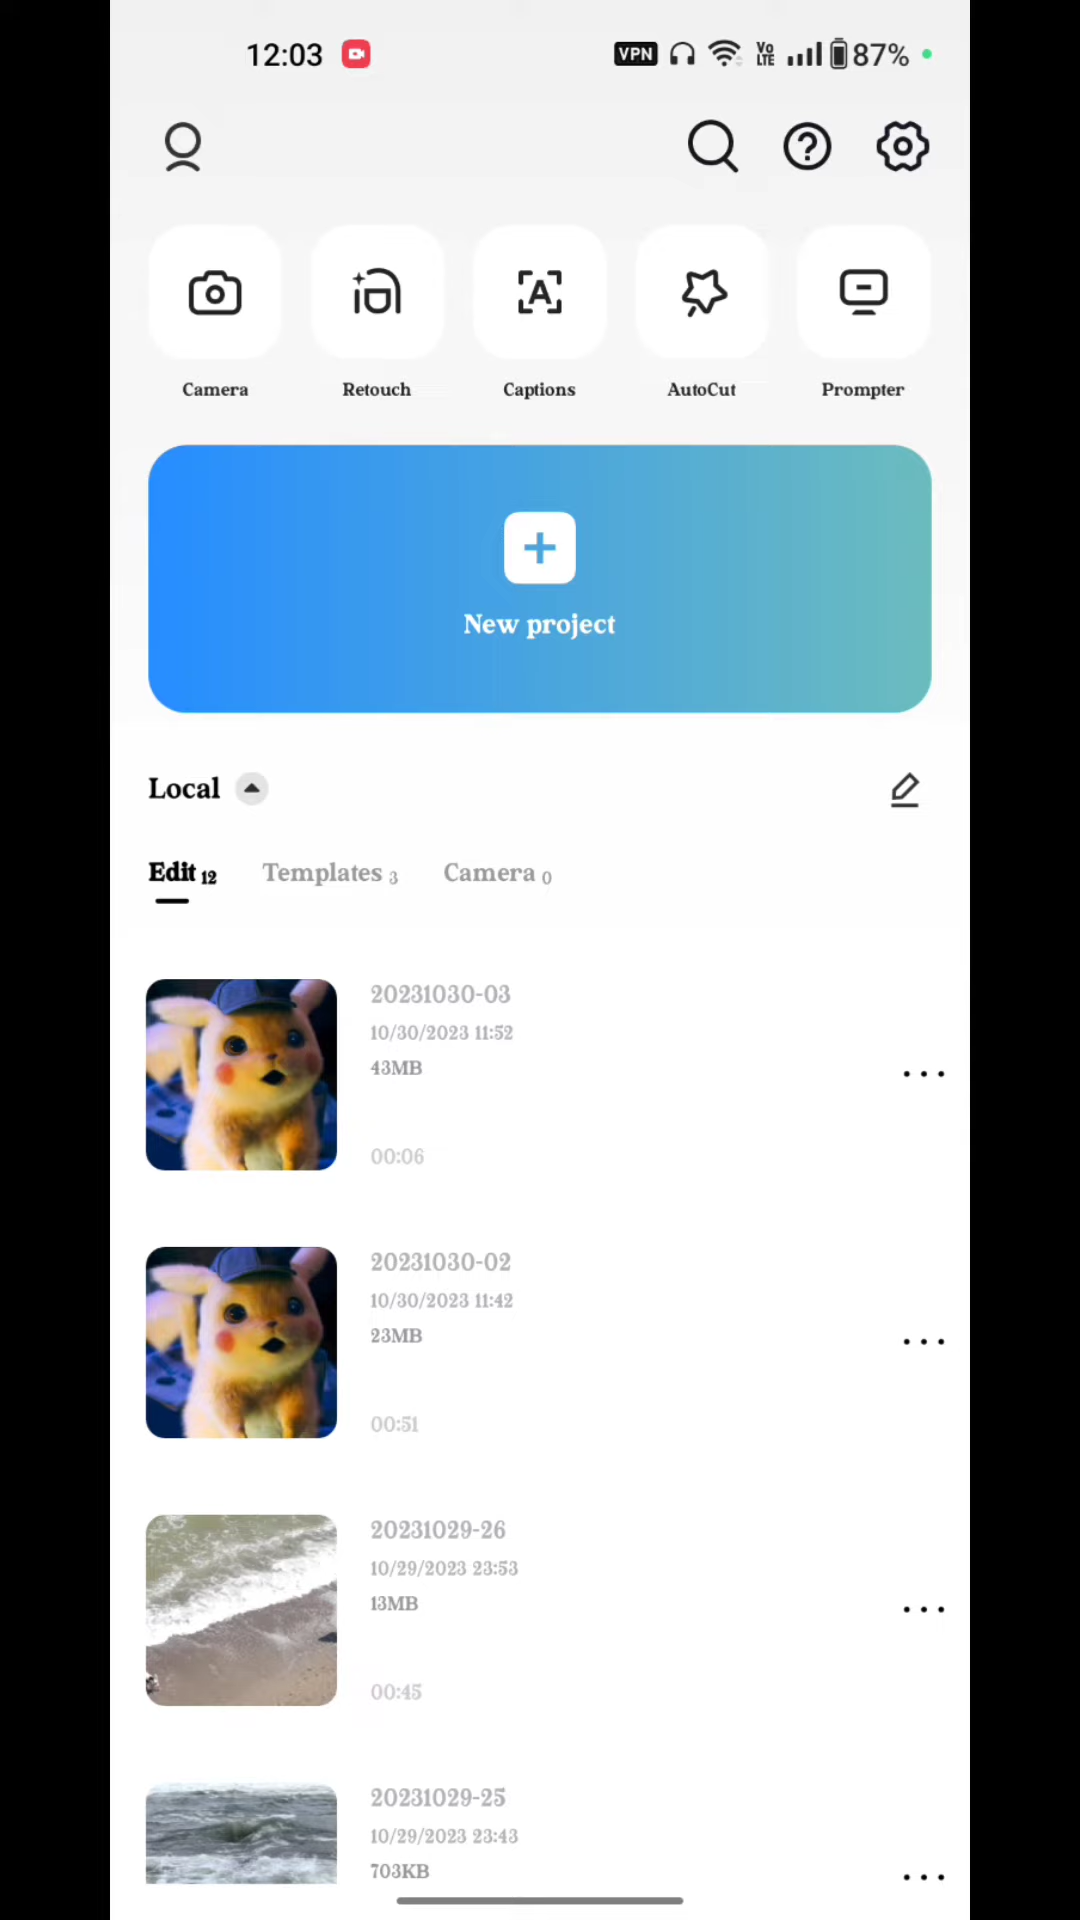 12:03 VPN Vo LTE 87%
Camera Retouch Captions AutoCut Prompter
New project
Local
Edit 12 Templates 3 Camera 0
20231030-03
10/30/2023 11:52
43MB
00:06
20231030-02
10/30/2023 11:42
23MB
00:51
20231029-26
10/29/2023 23:53
13MB
00:45
20231029-25
10/29/2023 23:43
703KB